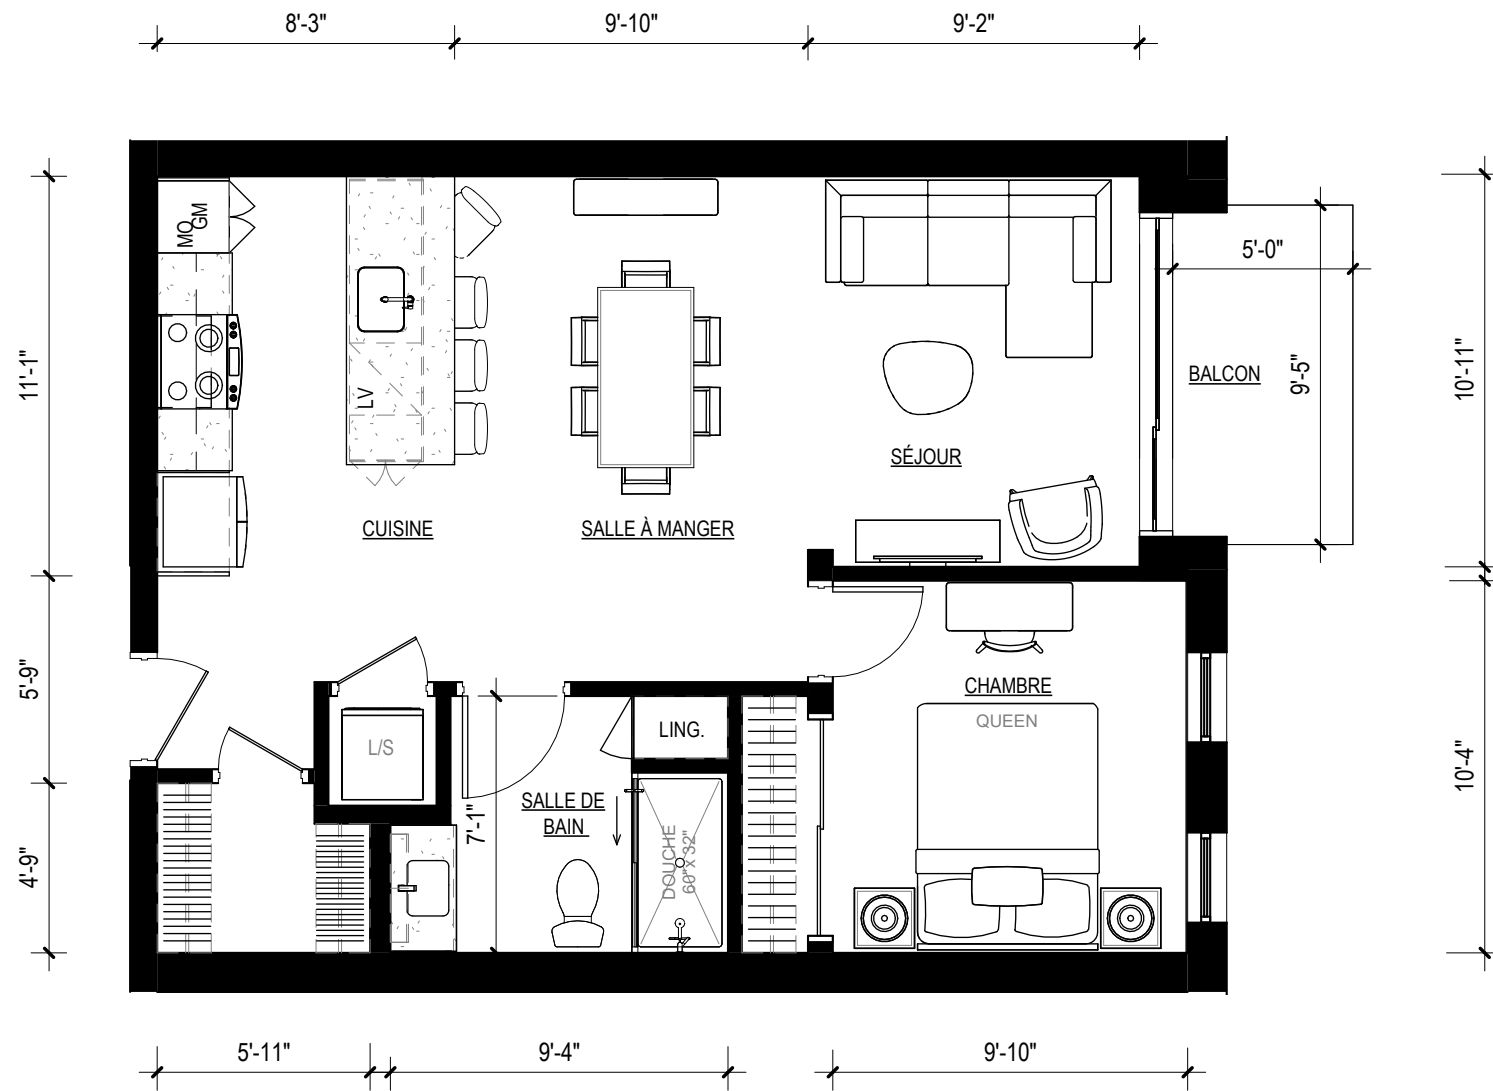 8'-3"
9'-10"
9'-2"
MO
GM
5'-0"
11'-1"
LV
BALCON
9'-5"
10'-11"
SÉJOUR
CUISINE
SALLE À MANGER
5'-9"
CHAMBRE
QUEEN
L/S
LING.
10'-4"
SALLE DE
BAIN
7'-1"
DOUCHE
60"x 32"
4'-9"
5'-11"
9'-4"
9'-10"